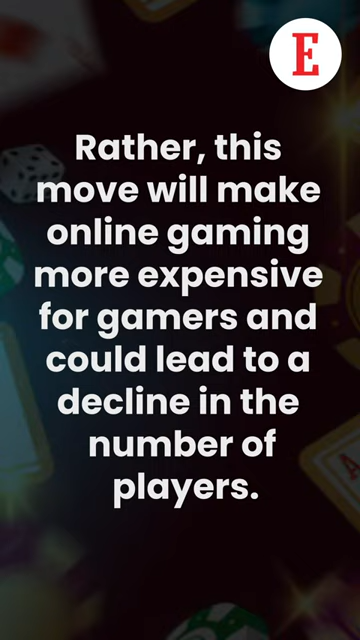 E
Rather, this
move will make
online gaming
more expensive
for gamers and
could lead to a
decline in the
number of
players.